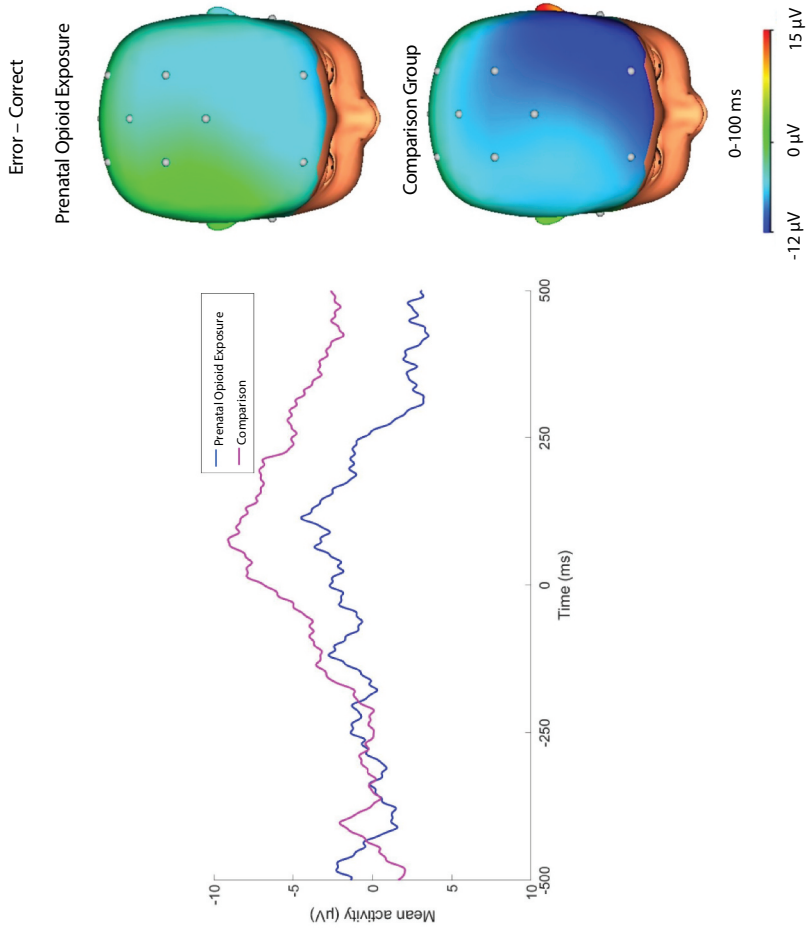 Error – Correct
Prenatal Opioid Exposure
Comparison Group
0-100 ms
-12 µV
0 µV
15 µV
Prenatal Opioid Exposure
Comparison
-10
-5
0
5
10
Mean activity (µV)
-500
-250
0
250
500
Time (ms)